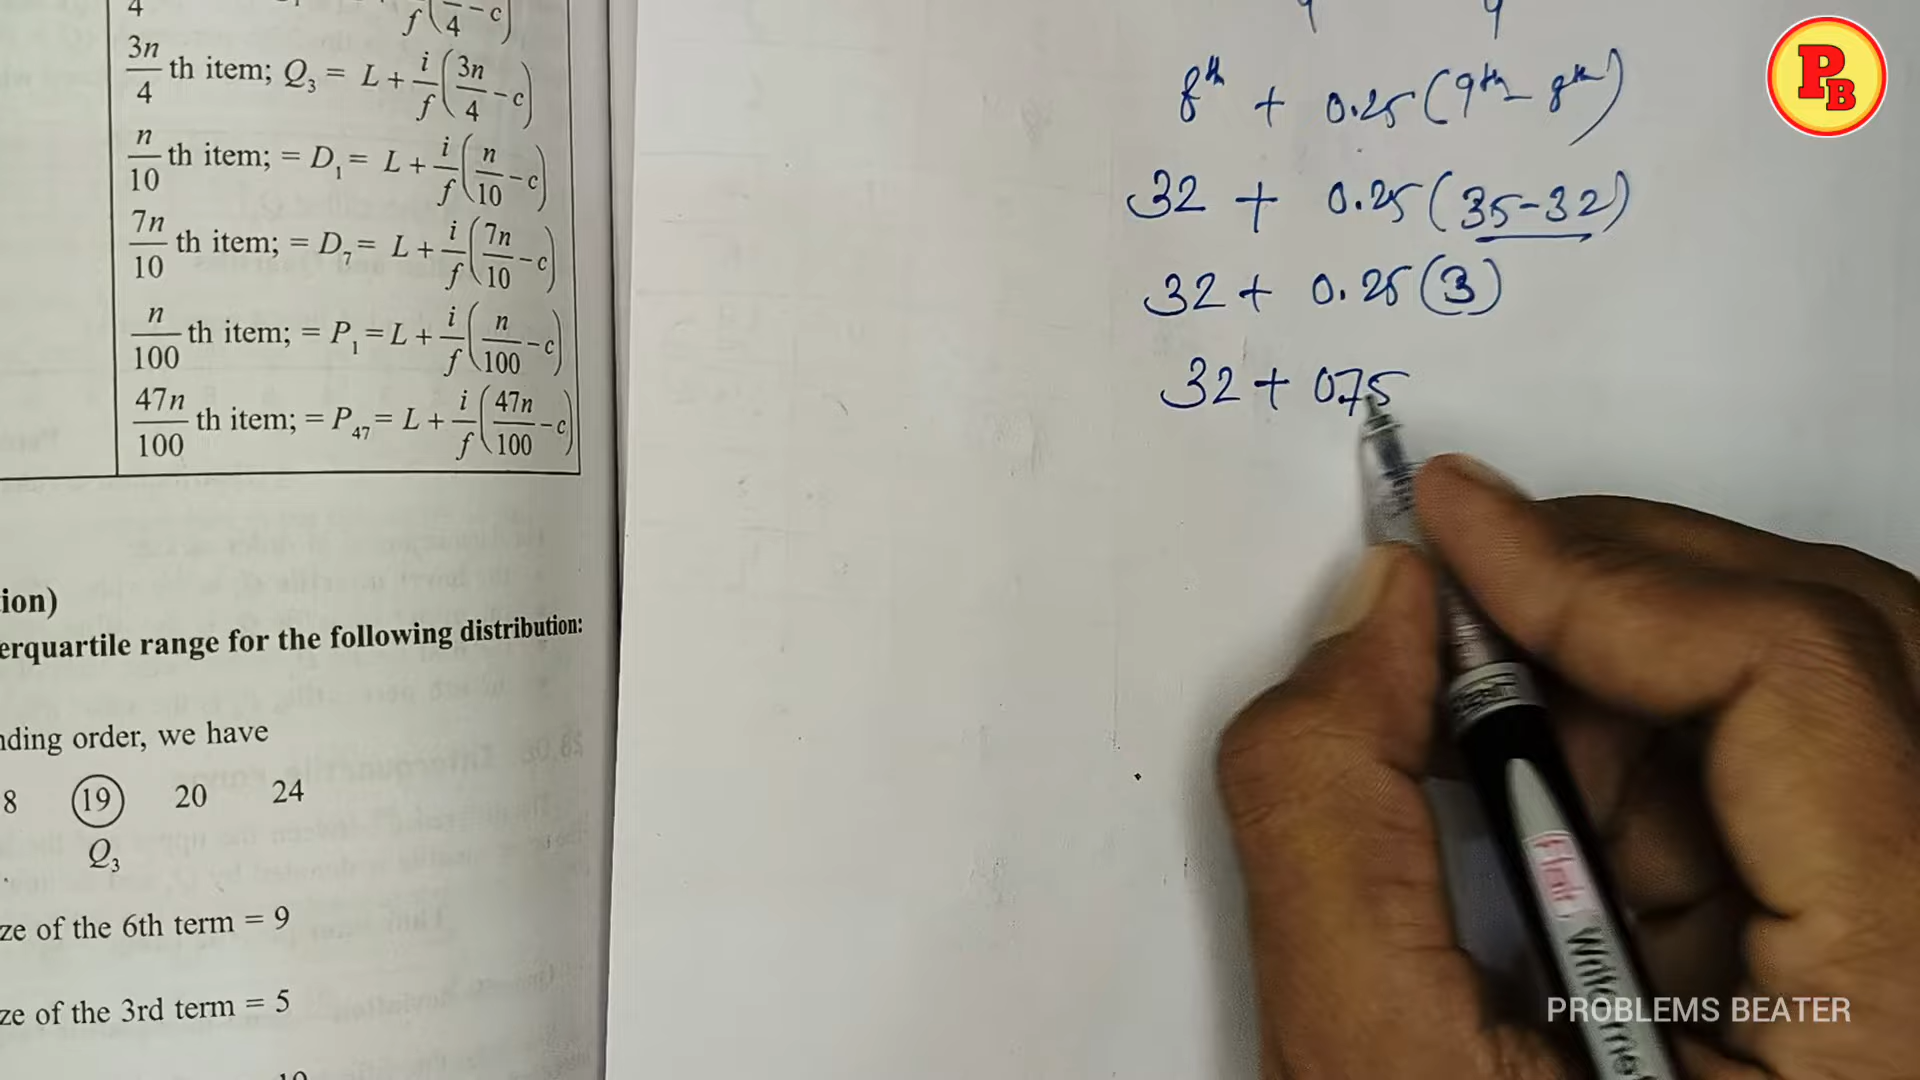 4
f 4 - c
3n/4 th item; Q₃ = L + i/f (3n/4 - c)
n/10 th item; = D₁ = L + i/f (n/10 - c)
7n/10 th item; = D₇ = L + i/f (7n/10 - c)
n/100 th item; = P₁ = L + i/f (n/100 - c)
47n/100 th item; = P₄₇ = L + i/f (47n/100 - c)
ion)
erquartile range for the following distribution:
nding order, we have
8 19 20 24
Q₃
ze of the 6th term = 9
ze of the 3rd term = 5
8th + 0.25 (9th - 8th)
32 + 0.25 (35-32)
32 + 0.25 (3)
32 + 0.75
PB
Flair
PROBLEMS BEATER